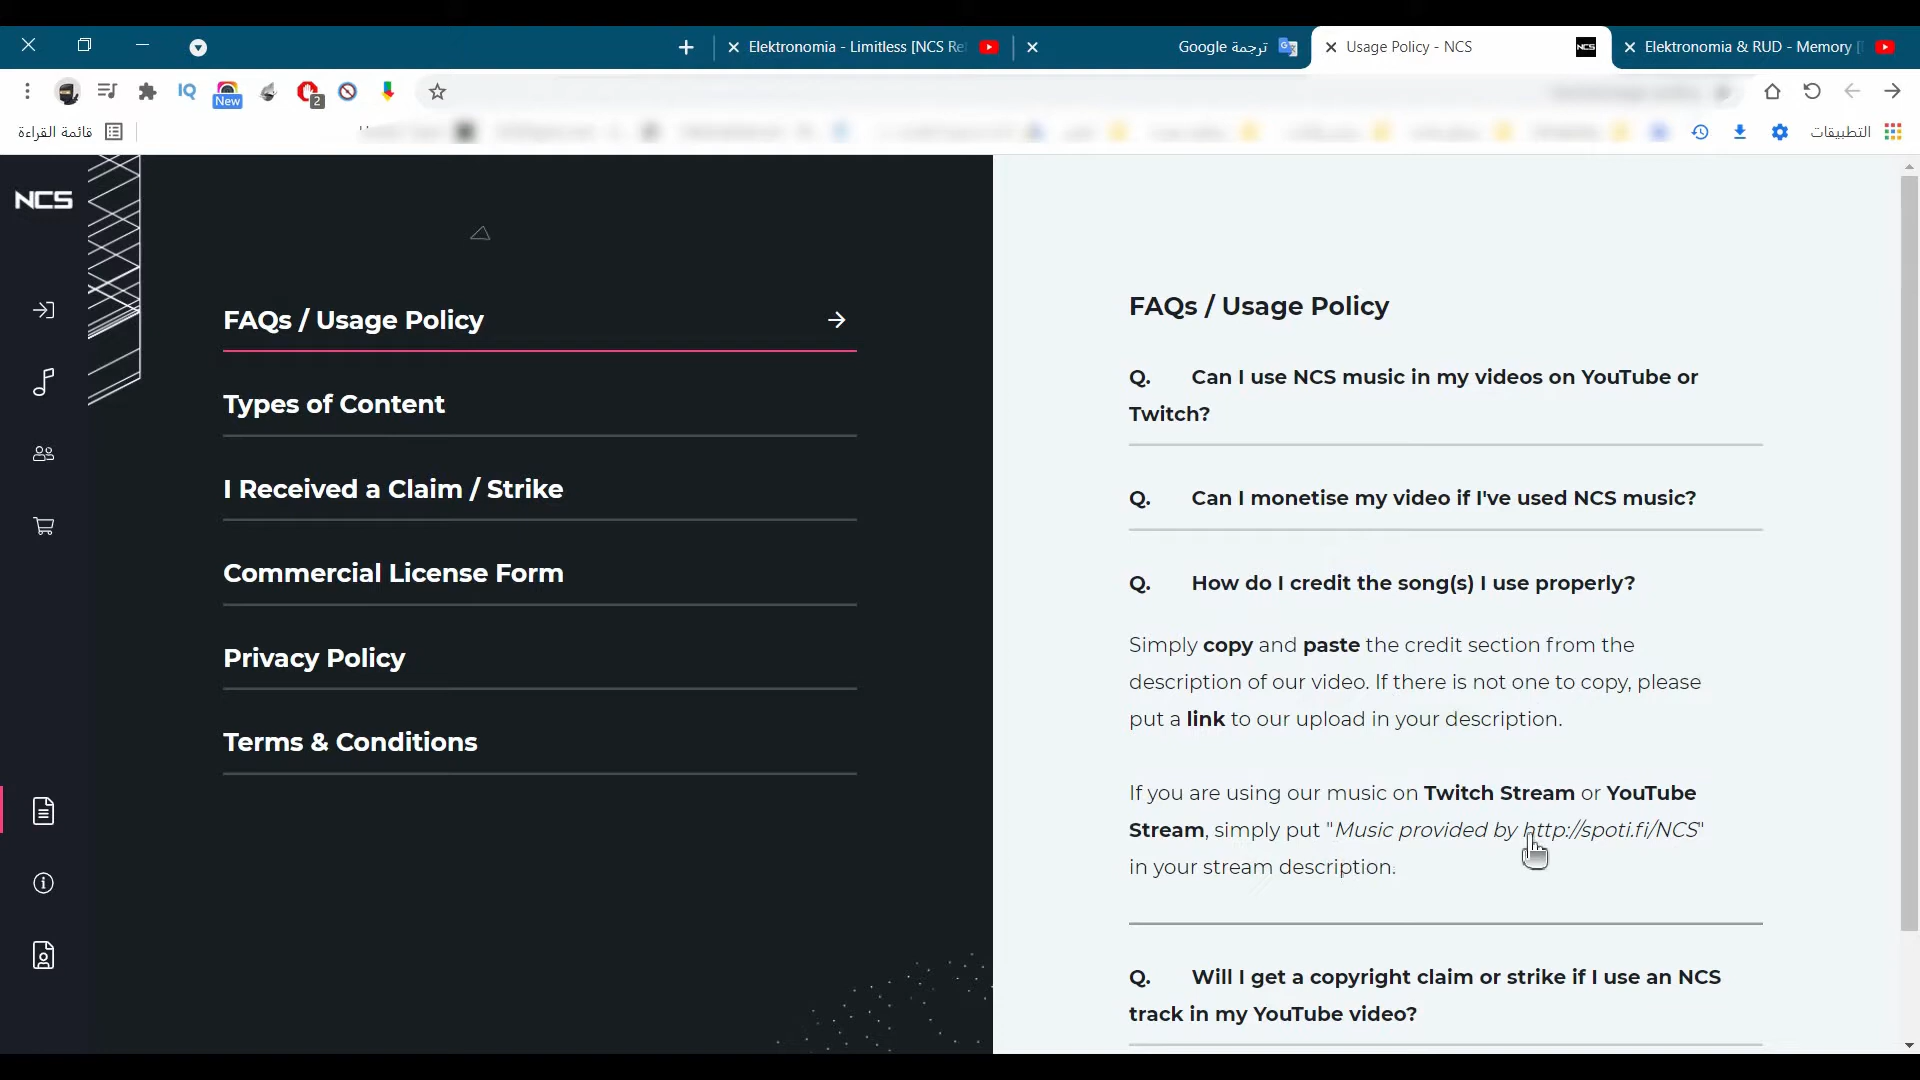 Elektronomia - Limitless [NCS Re
ترجمة Google
Usage Policy - NCS
NCS
Elektronomia & RUD - Memory [
IQ
New
2
قائمة القراءة
التطبيقات
NCS
FAQs / Usage Policy
Types of Content
I Received a Claim / Strike
Commercial License Form
Privacy Policy
Terms & Conditions
FAQs / Usage Policy
Q. Can I use NCS music in my videos on YouTube or
Twitch?
Q. Can I monetise my video if I've used NCS music?
Q. How do I credit the song(s) I use properly?
Simply copy and paste the credit section from the
description of our video. If there is not one to copy, please
put a link to our upload in your description.
If you are using our music on Twitch Stream or YouTube
Stream, simply put "Music provided by http://spoti.fi/NCS"
in your stream description.
Q. Will I get a copyright claim or strike if I use an NCS
track in my YouTube video?